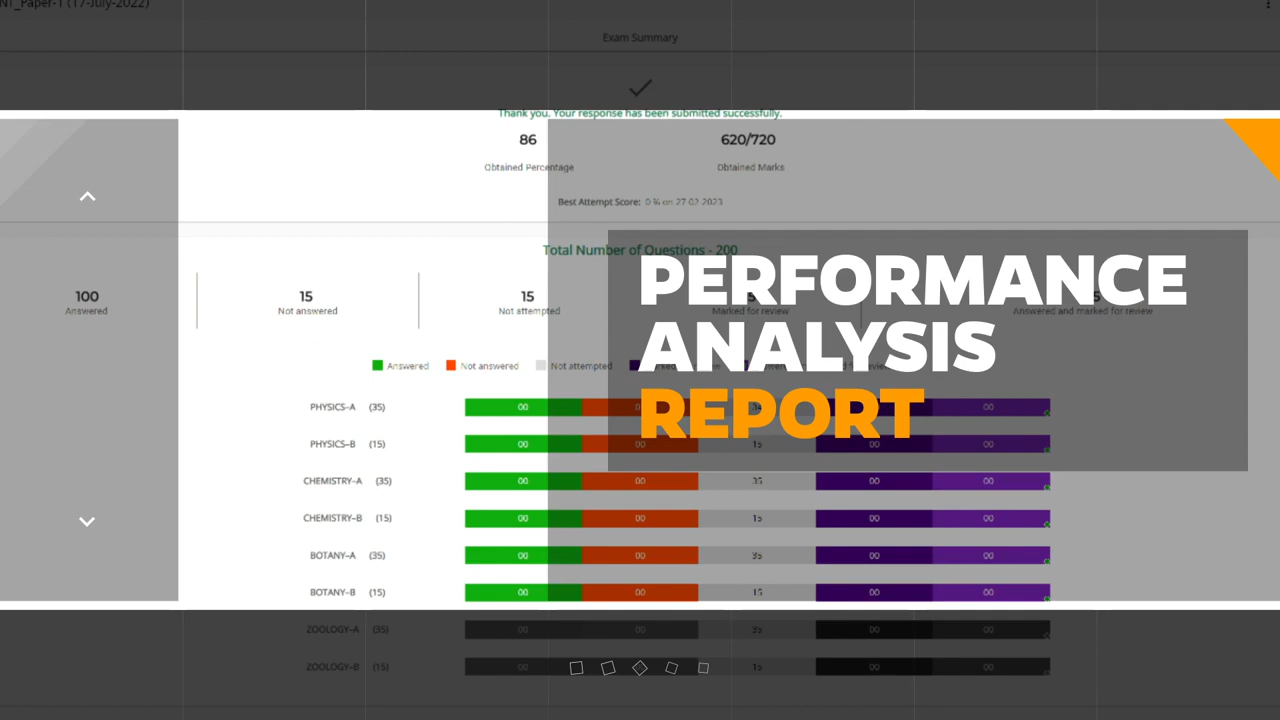 NT_Paper-1 (17-July-2022)
Exam Summary
Thank you. Your response has been submitted successfully.
86
Obtained Percentage
620/720
Obtained Marks
Best Attempt Score: 0 % on 27 02 2023
Total Number of Questions - 200
100
Answered
15
Not answered
15
Not attempted
5
Marked for review
5
Answered and marked for review
PERFORMANCE
ANALYSIS
REPORT
Answered Not answered Not attempted
PHYSICS-A (35) 00 00
PHYSICS-B (15) 00 00 15 00 00
CHEMISTRY-A (35) 00 00 35 00 00
CHEMISTRY-B (15) 00 00 15 00 00
BOTANY-A (35) 00 00 35 00 00
BOTANY-B (15) 00 00 15 00 00
ZOOLOGY-A (35) 00 00 35 00 00
ZOOLOGY-B (15) 00 00 15 00 00